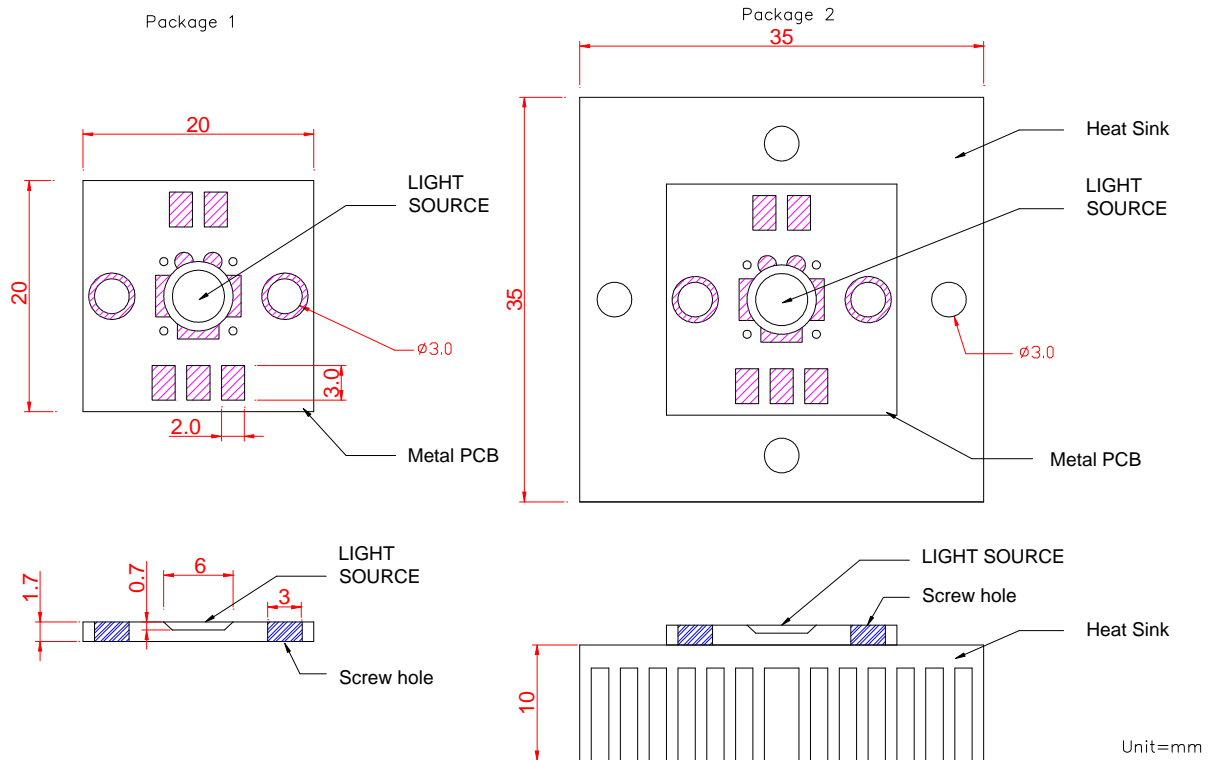 Package 1
Package 2
35
20
Heat Sink
LIGHT
SOURCE
LIGHT
SOURCE
20
35
⌀3.0
⌀3.0
3.0
2.0
Metal PCB
Metal PCB
LIGHT
SOURCE
1.7
0.7
6
3
Screw hole
LIGHT SOURCE
Screw hole
Heat Sink
10
Unit=mm